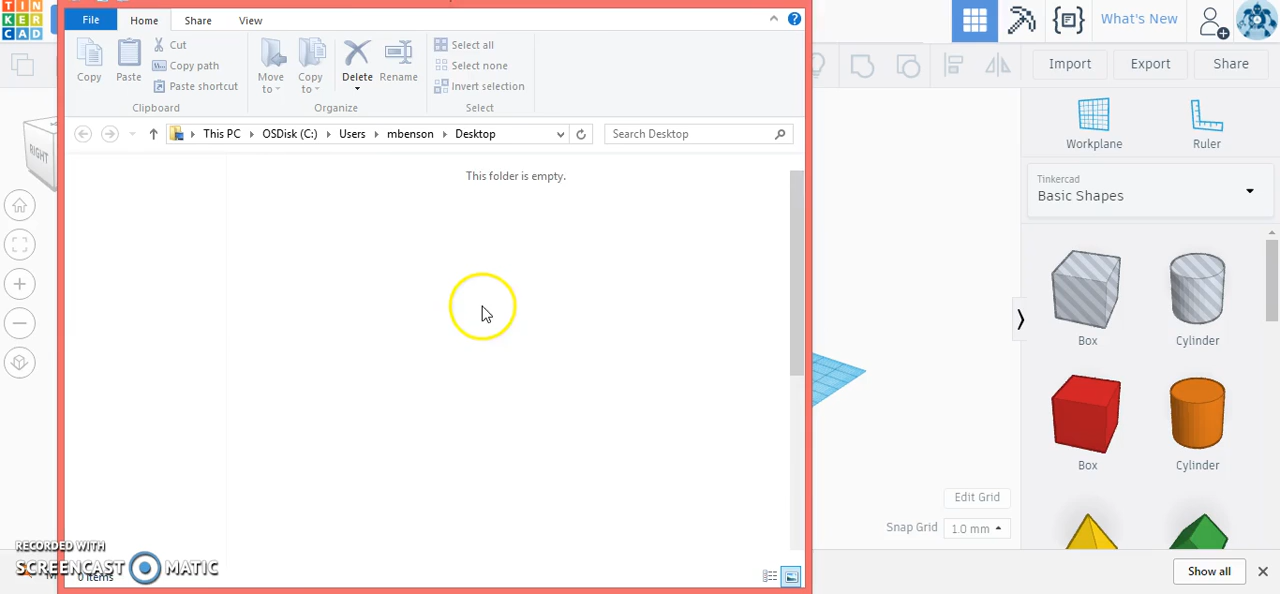 TIN
KER
CAD
File
Home
Share
View
What's New
Copy
Paste
Cut
Copy path
Paste shortcut
Move to
Copy to
Delete
Rename
Select all
Select none
Invert selection
Clipboard
Organize
Select
Import
Export
Share
This PC
OSDisk (C:)
Users
mbenson
Desktop
Search Desktop
This folder is empty.
RIGHT
Workplane
Ruler
Tinkercad
Basic Shapes
Box
Cylinder
Box
Cylinder
Edit Grid
Snap Grid
1.0 mm
RECORDED WITH
SCREENCAST MATIC
0 items
Show all